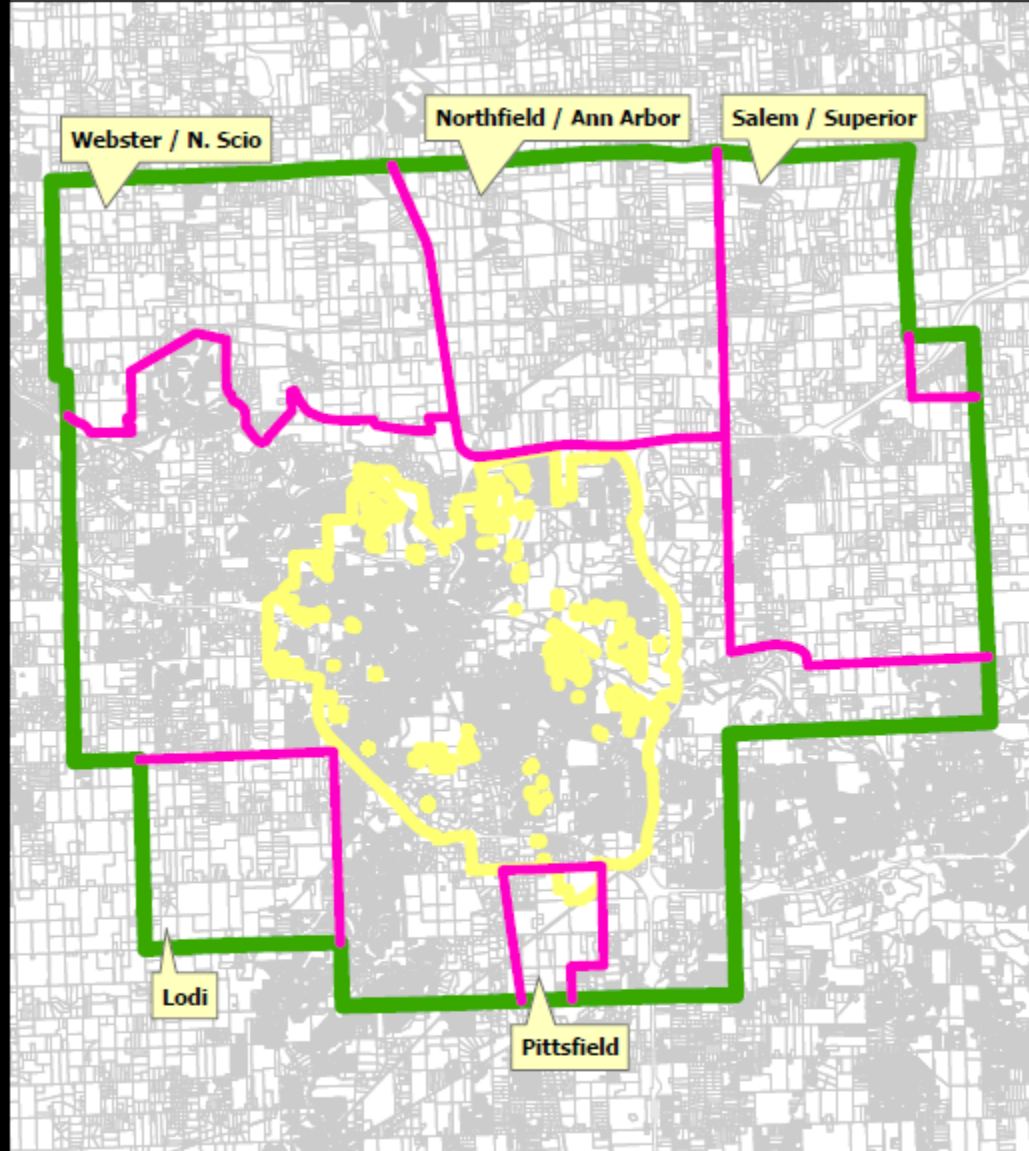 Webster / N. Scio
Northfield / Ann Arbor
Salem / Superior
Lodi
Pittsfield